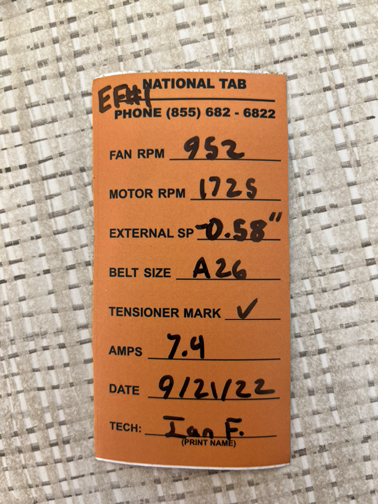 NATIONAL TAB
EF#1
PHONE (855) 682 - 6822
FAN RPM 952
MOTOR RPM 1725
EXTERNAL SP -0.58"
BELT SIZE A26
TENSIONER MARK ✓
AMPS 7.4
DATE 9/21/22
TECH: Ian F.
(PRINT NAME)